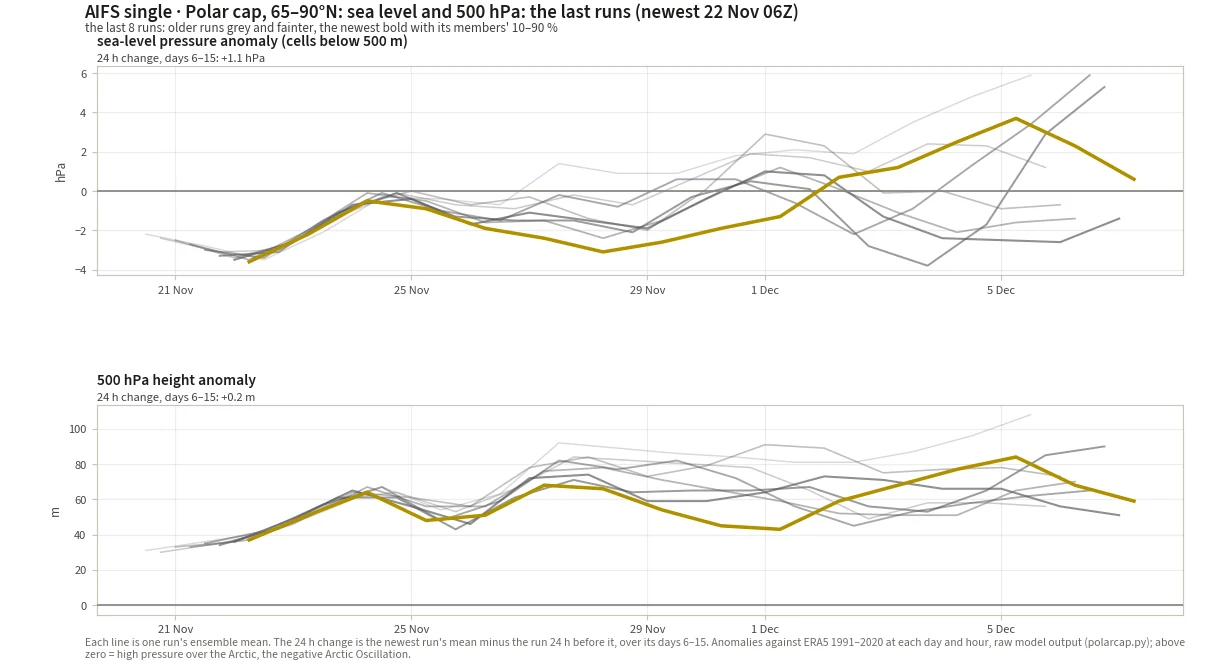 AIFS single · Polar cap, 65–90°N: sea level and 500 hPa: the last runs (newest 22 Nov 06Z)
the last 8 runs: older runs grey and fainter, the newest bold with its members' 10–90 %
sea-level pressure anomaly (cells below 500 m)
24 h change, days 6–15: +1.1 hPa
6
4
2
0
−2
−4
hPa
21 Nov
25 Nov
29 Nov
1 Dec
5 Dec
500 hPa height anomaly
24 h change, days 6–15: +0.2 m
100
80
60
40
20
0
m
21 Nov
25 Nov
29 Nov
1 Dec
5 Dec
Each line is one run's ensemble mean. The 24 h change is the newest run's mean minus the run 24 h before it, over its days 6–15. Anomalies against ERA5 1991–2020 at each day and hour, raw model output (polarcap.py); above
zero = high pressure over the Arctic, the negative Arctic Oscillation.